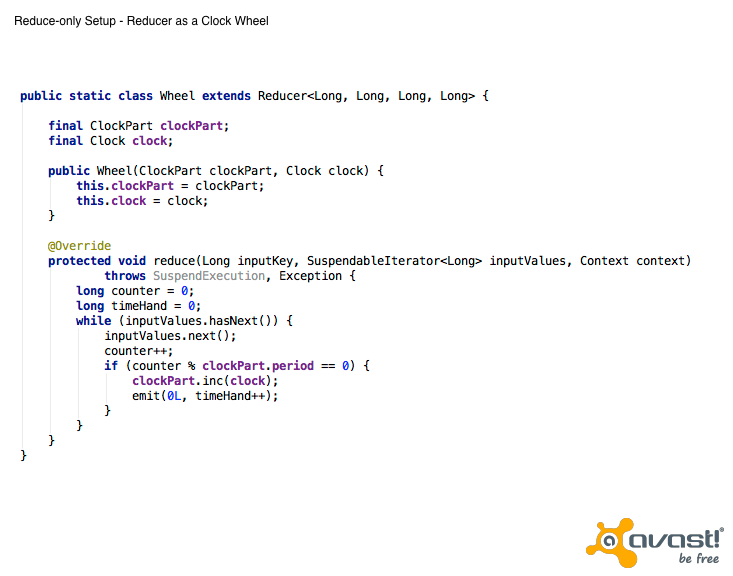 Reduce-only Setup - Reducer as a Clock Wheel
public static class Wheel extends Reducer<Long, Long, Long, Long> {
final ClockPart clockPart;
final Clock clock;
public Wheel(ClockPart clockPart, Clock clock) {
this.clockPart = clockPart;
this.clock = clock;
}
@Override
protected void reduce(Long inputKey, SuspendableIterator<Long> inputValues, Context context)
throws SuspendExecution, Exception {
long counter = 0;
long timeHand = 0;
while (inputValues.hasNext()) {
inputValues.next();
counter++;
if (counter % clockPart.period == 0) {
clockPart.inc(clock);
emit(0L, timeHand++);
}
}
}
}
@avast!®
be free